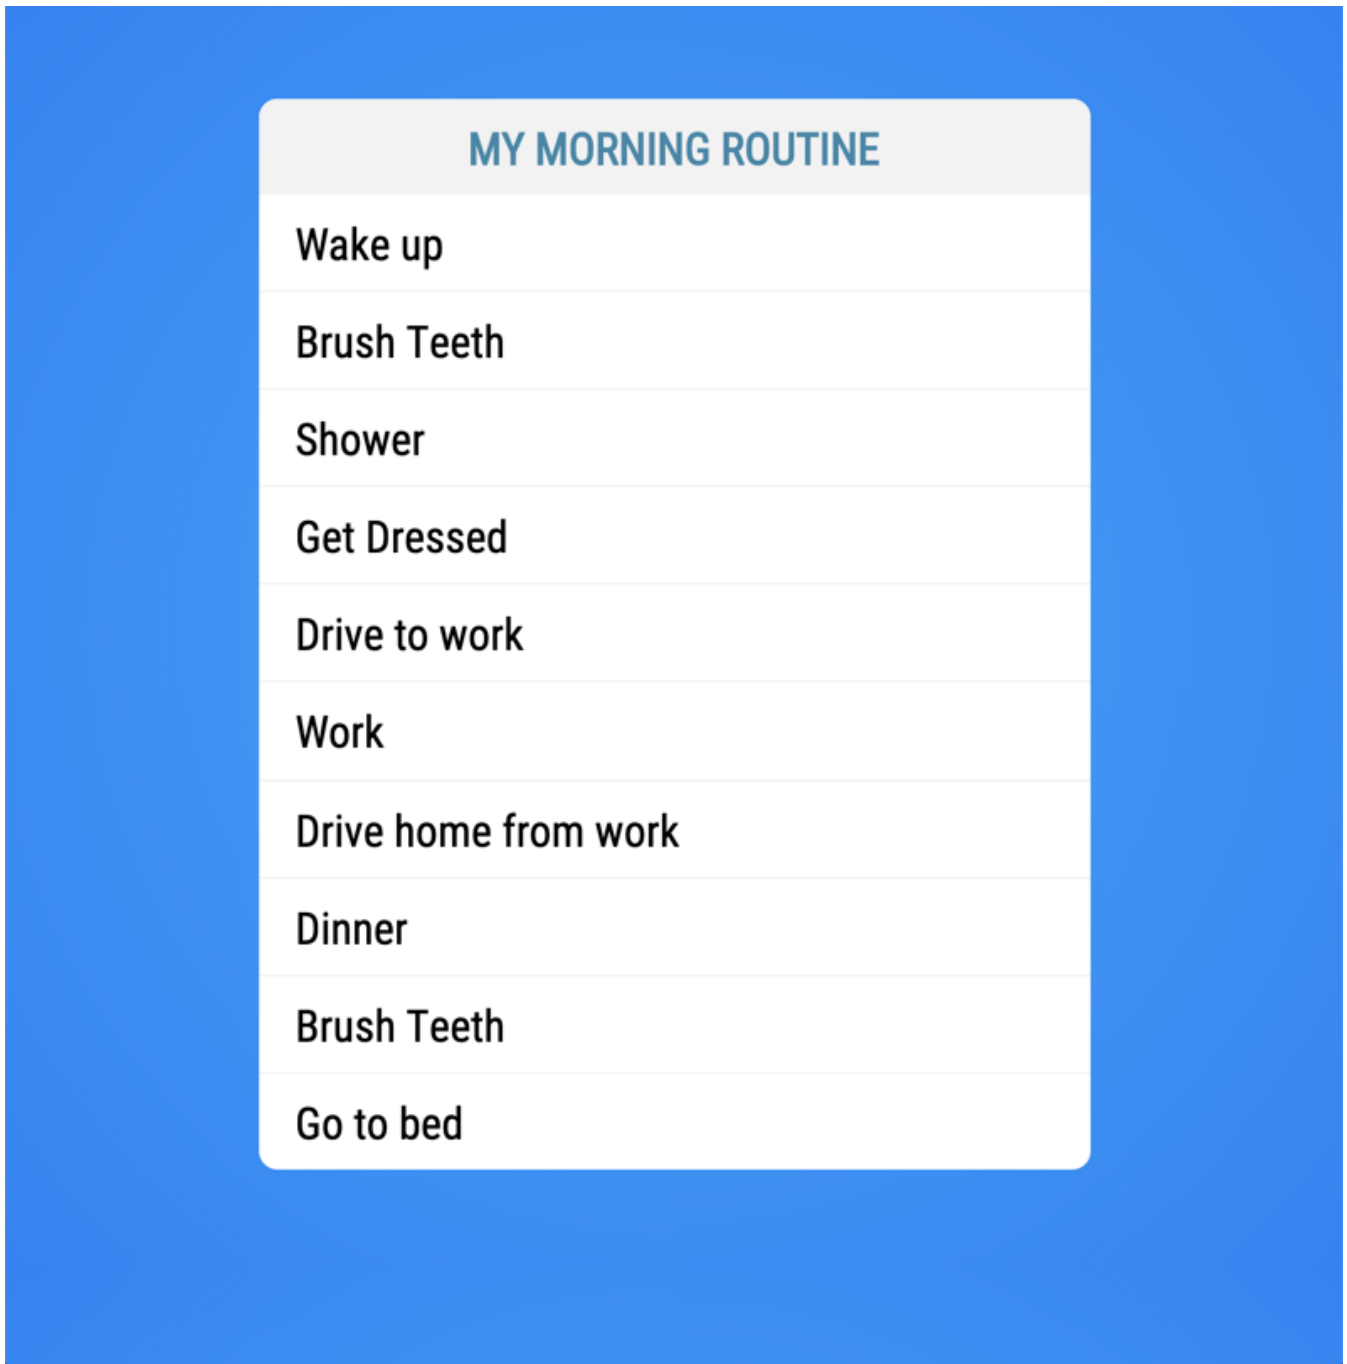 MY MORNING ROUTINE
Wake up
Brush Teeth
Shower
Get Dressed
Drive to work
Work
Drive home from work
Dinner
Brush Teeth
Go to bed